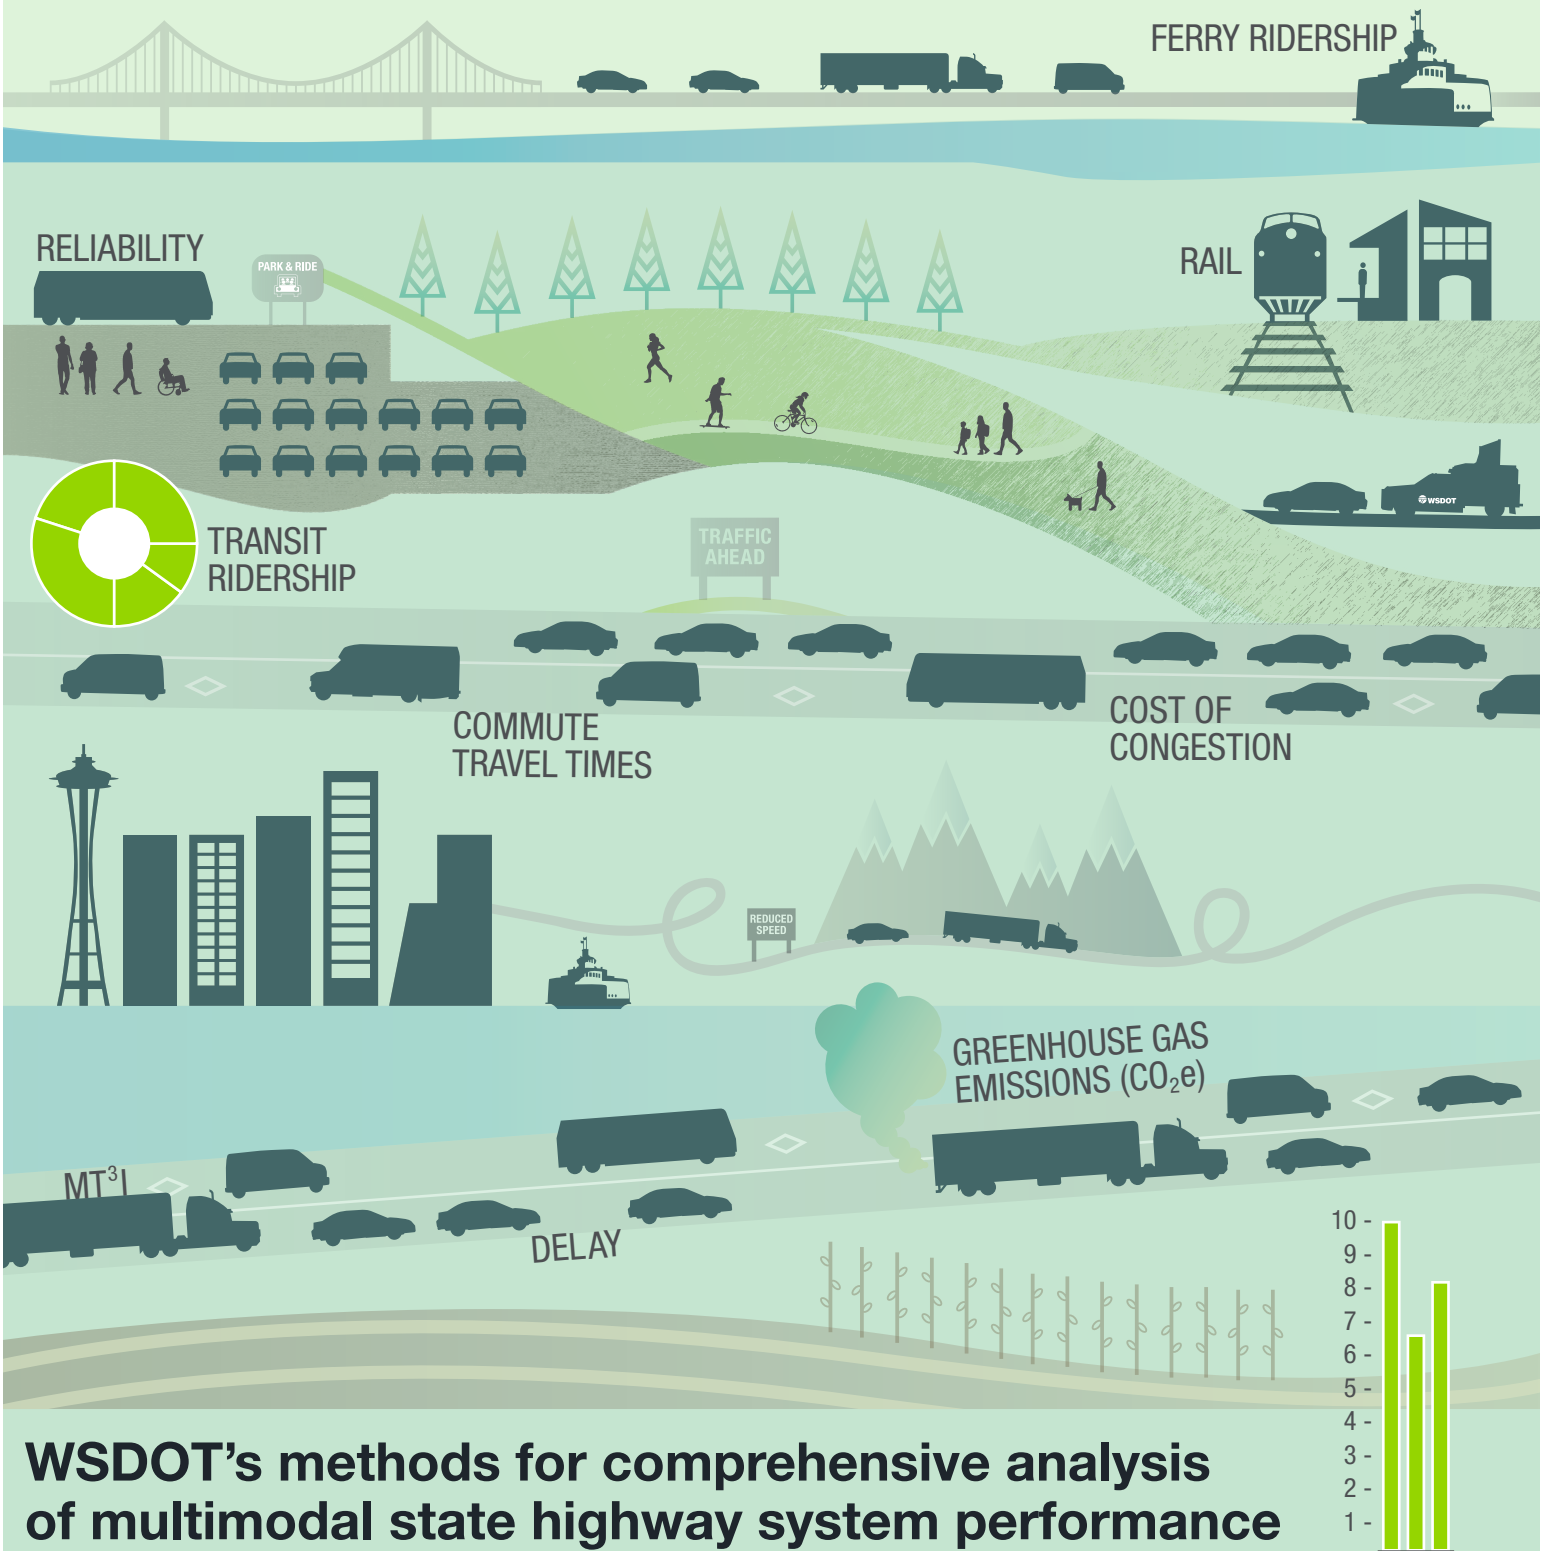 FERRY RIDERSHIP
RELIABILITY
PARK & RIDE
RAIL
WSDOT
TRANSIT
RIDERSHIP
TRAFFIC
AHEAD
COMMUTE
TRAVEL TIMES
COST OF
CONGESTION
REDUCED
SPEED
GREENHOUSE GAS
EMISSIONS (CO₂e)
MT³I
DELAY
10 -
9 -
8 -
7 -
6 -
5 -
4 -
3 -
2 -
1 -
WSDOT’s methods for comprehensive analysis
of multimodal state highway system performance